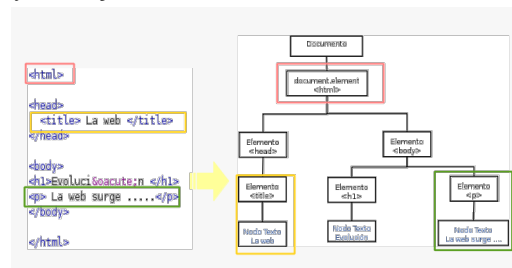 <html>
<head>
<title> La web </title>
</head>
<body>
<h1>Evoluci&oacute;n </h1>
<p> La web surge .....</p>
</body>
</html>
Documento
document.element
<html>
Elemento
<head>
Elemento
<body>
Elemento
<title>
Elemento
<h1>
Elemento
<p>
Nodo Texto
La web
Nodo Texto
Evolución
Nodo Texto
La web surge ....